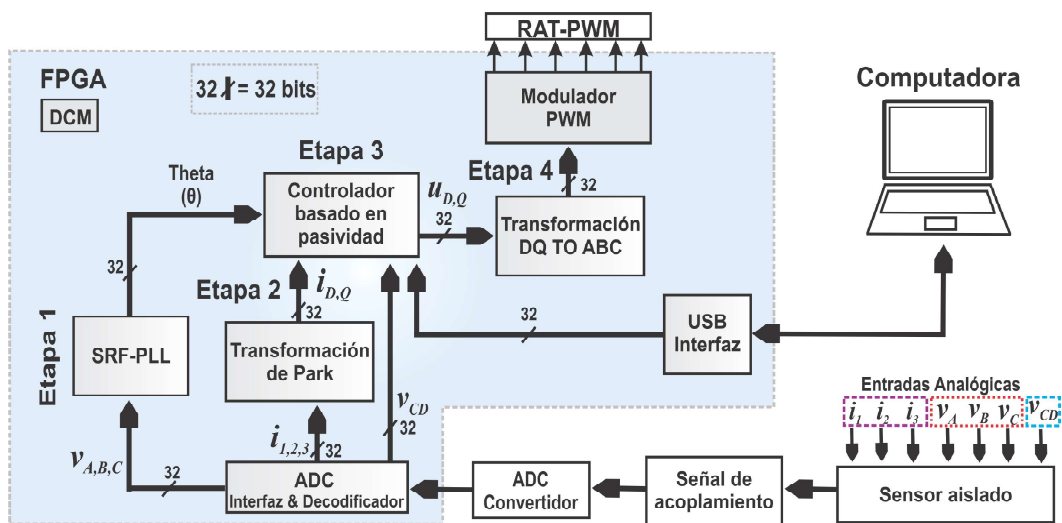 RAT-PWM
FPGA
DCM
32 = 32 bits
Modulador
PWM
Computadora
Etapa 3
Etapa 4
32
Theta
(θ)
Controlador
basado en
pasividad
u_D,Q
32
Transformación
DQ TO ABC
32
Etapa 2
i_D,Q
32
Etapa 1
SRF-PLL
Transformación
de Park
32
USB
Interfaz
v_CD
32
Entradas Analógicas
i_1 i_2 i_3 v_A v_B v_C v_CD
v_A,B,C
32
i_1,2,3
32
ADC
Interfaz & Decodificador
ADC
Convertidor
Señal de
acoplamiento
Sensor aislado